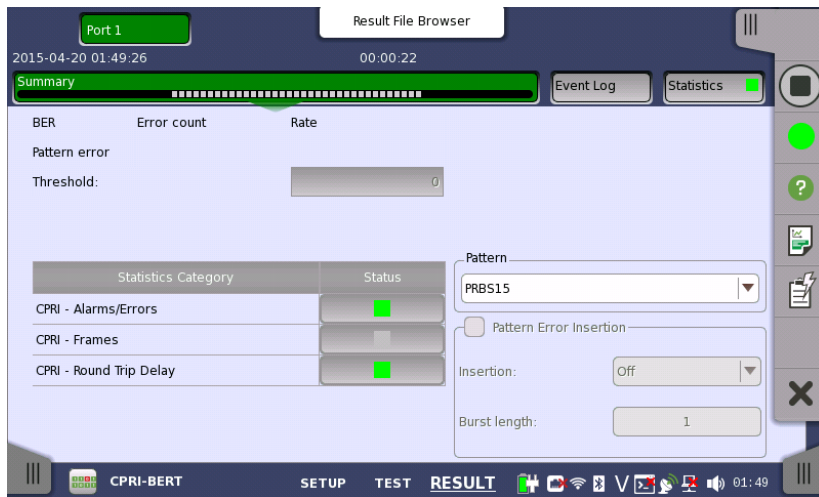 Port 1
Result File Browser
2015-04-20 01:49:26 00:00:22
Summary
Event Log
Statistics
BER Error count Rate
Pattern error
Threshold: 0
Statistics Category Status
CPRI - Alarms/Errors
CPRI - Frames
CPRI - Round Trip Delay
Pattern
PRBS15
Pattern Error Insertion
Insertion: Off
Burst length: 1
CPRI-BERT SETUP TEST RESULT 01:49